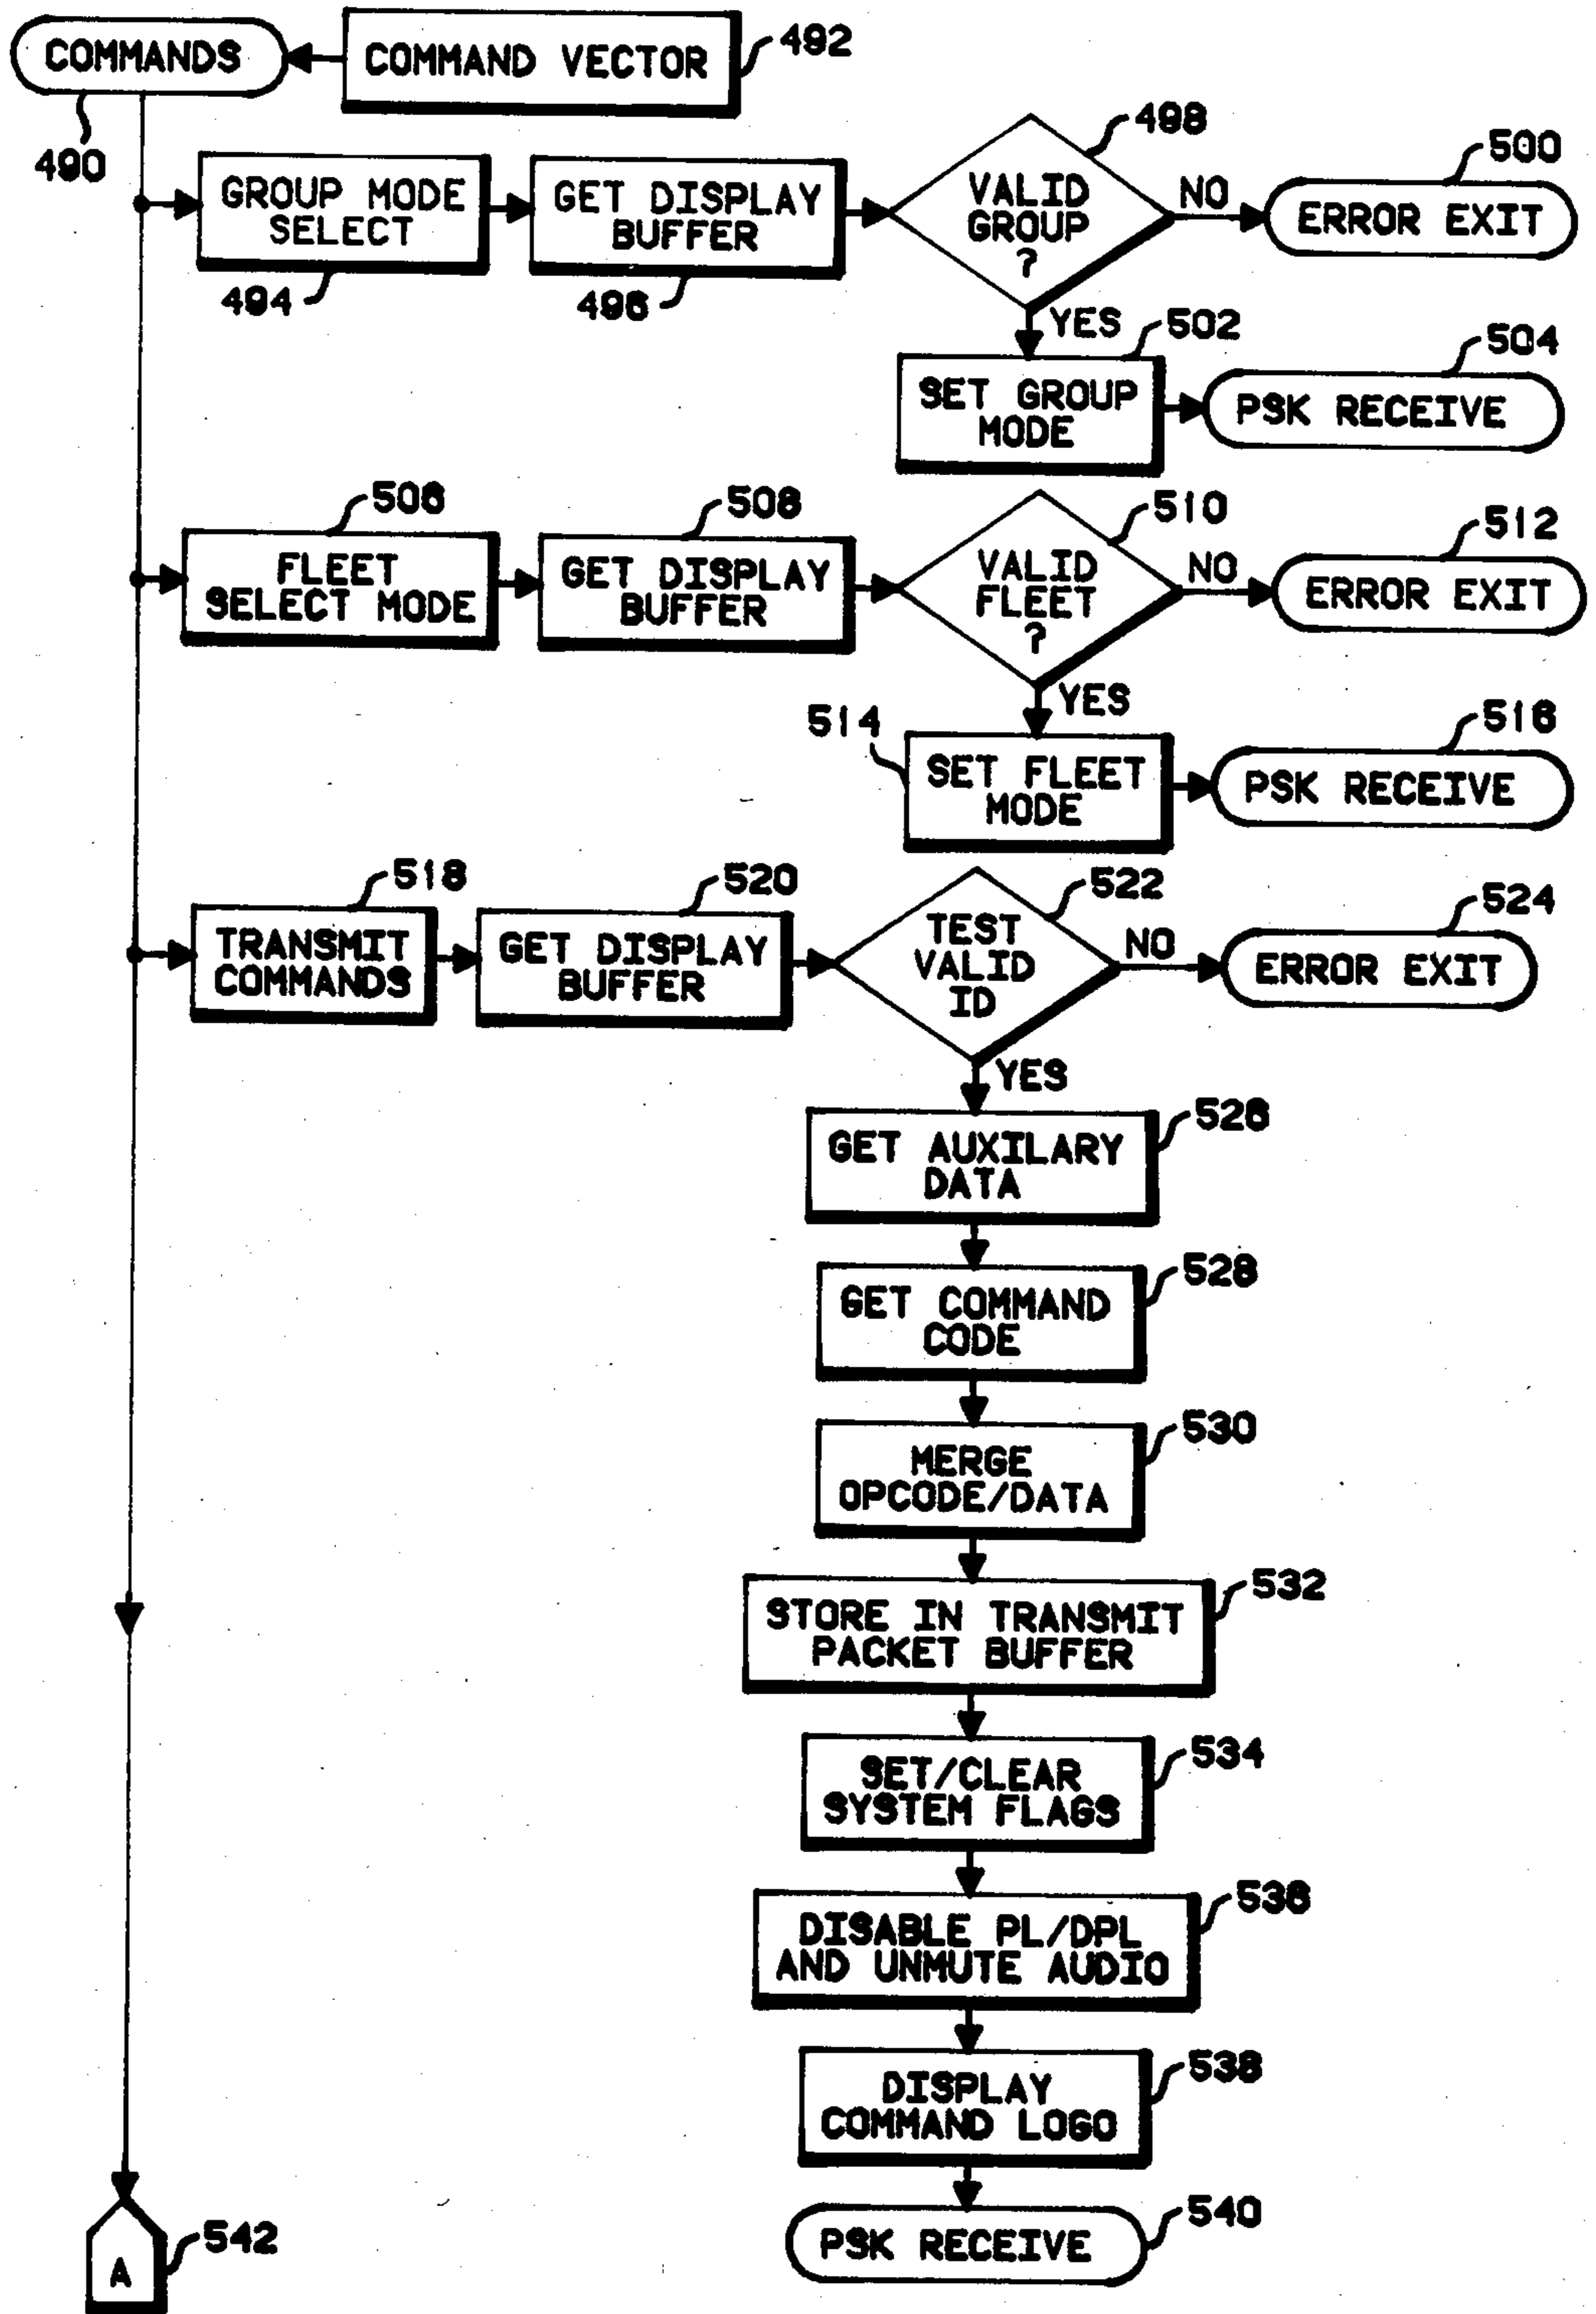 COMMANDS
COMMAND VECTOR
492
490
GROUP MODE
SELECT
494
GET DISPLAY
BUFFER
496
VALID
GROUP
?
498
NO
ERROR EXIT
500
YES
SET GROUP
MODE
502
PSK RECEIVE
504
FLEET
SELECT MODE
506
GET DISPLAY
BUFFER
508
VALID
FLEET
?
510
NO
ERROR EXIT
512
YES
SET FLEET
MODE
514
PSK RECEIVE
516
TRANSMIT
COMMANDS
518
GET DISPLAY
BUFFER
520
TEST
VALID
ID
522
NO
ERROR EXIT
524
YES
GET AUXILARY
DATA
526
GET COMMAND
CODE
528
MERGE
OPCODE/DATA
530
STORE IN TRANSMIT
PACKET BUFFER
532
SET/CLEAR
SYSTEM FLAGS
534
DISABLE PL/DPL
AND UNMUTE AUDIO
536
DISPLAY
COMMAND LOGO
538
PSK RECEIVE
540
A
542